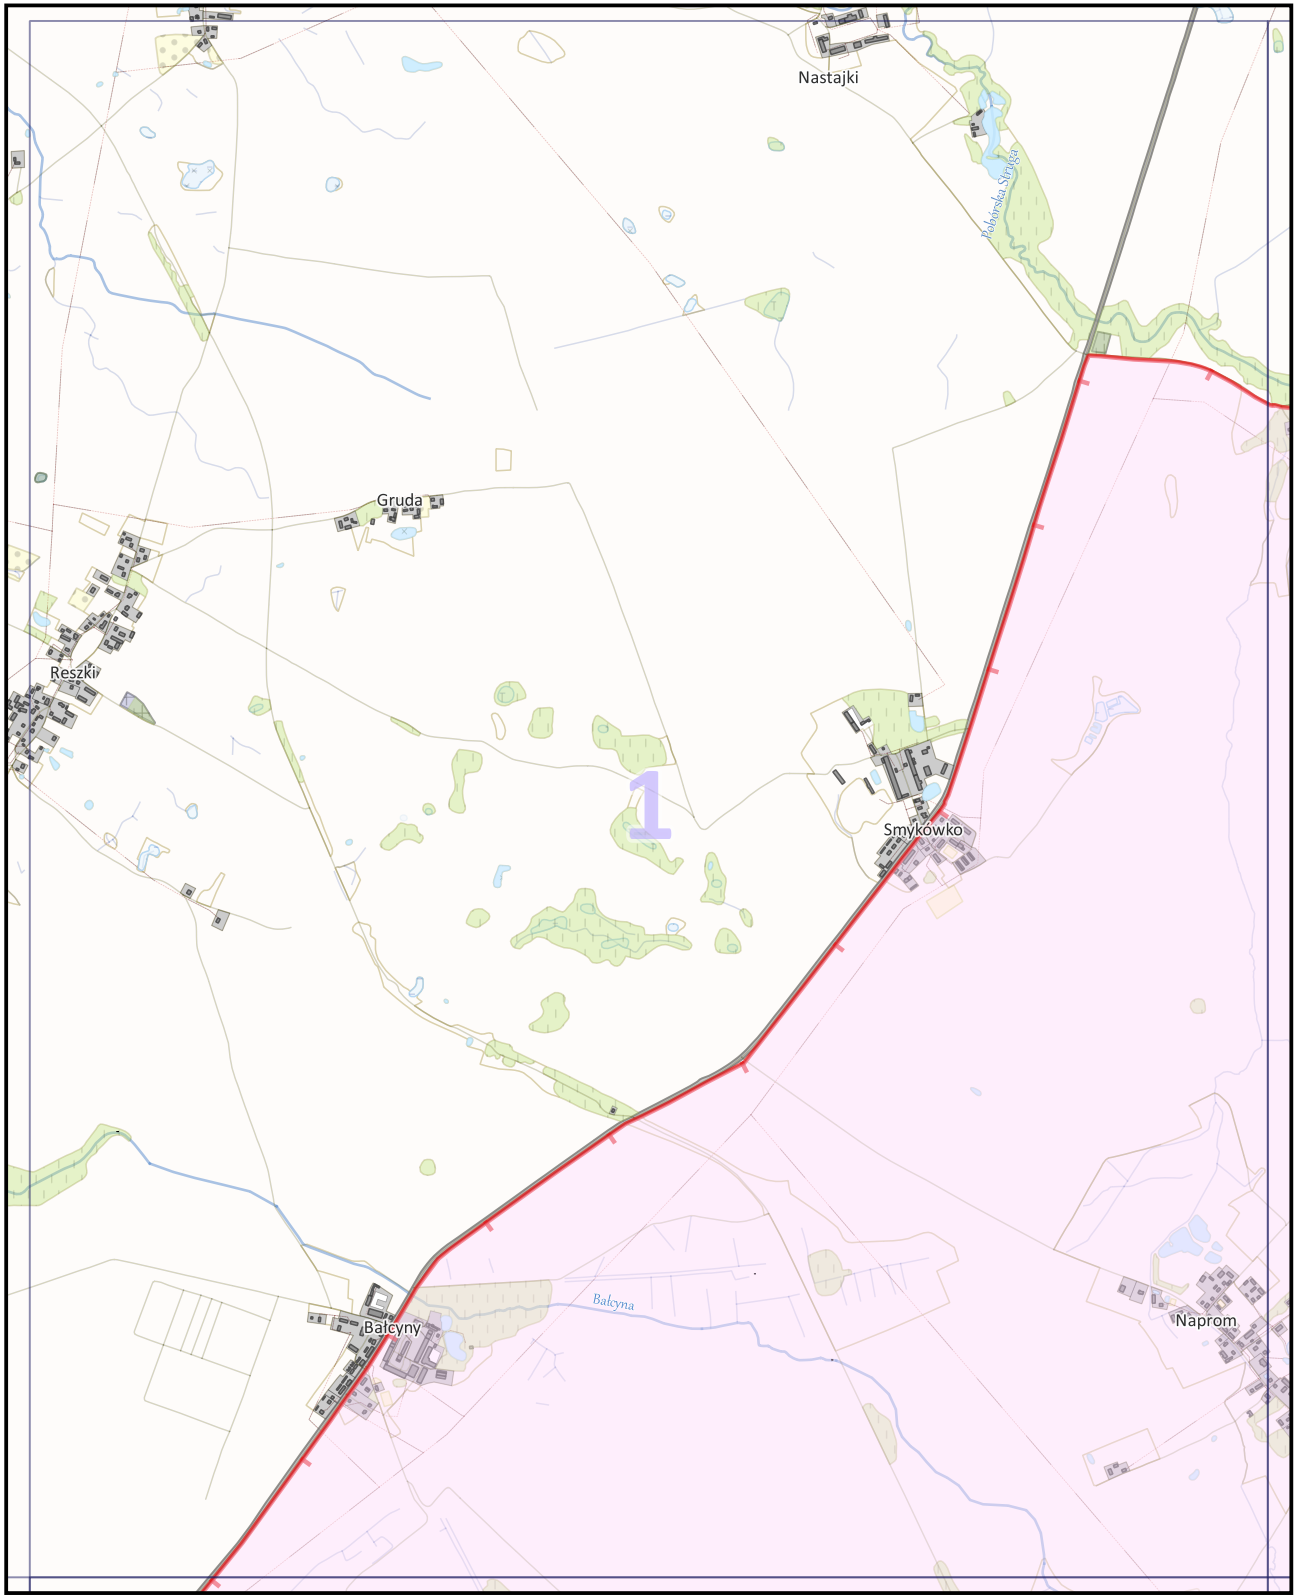 Nastajki
Pobórska Struga
Gruda
Reszki
1
Smykówko
Bałcyna
Bałcyny
Naprom